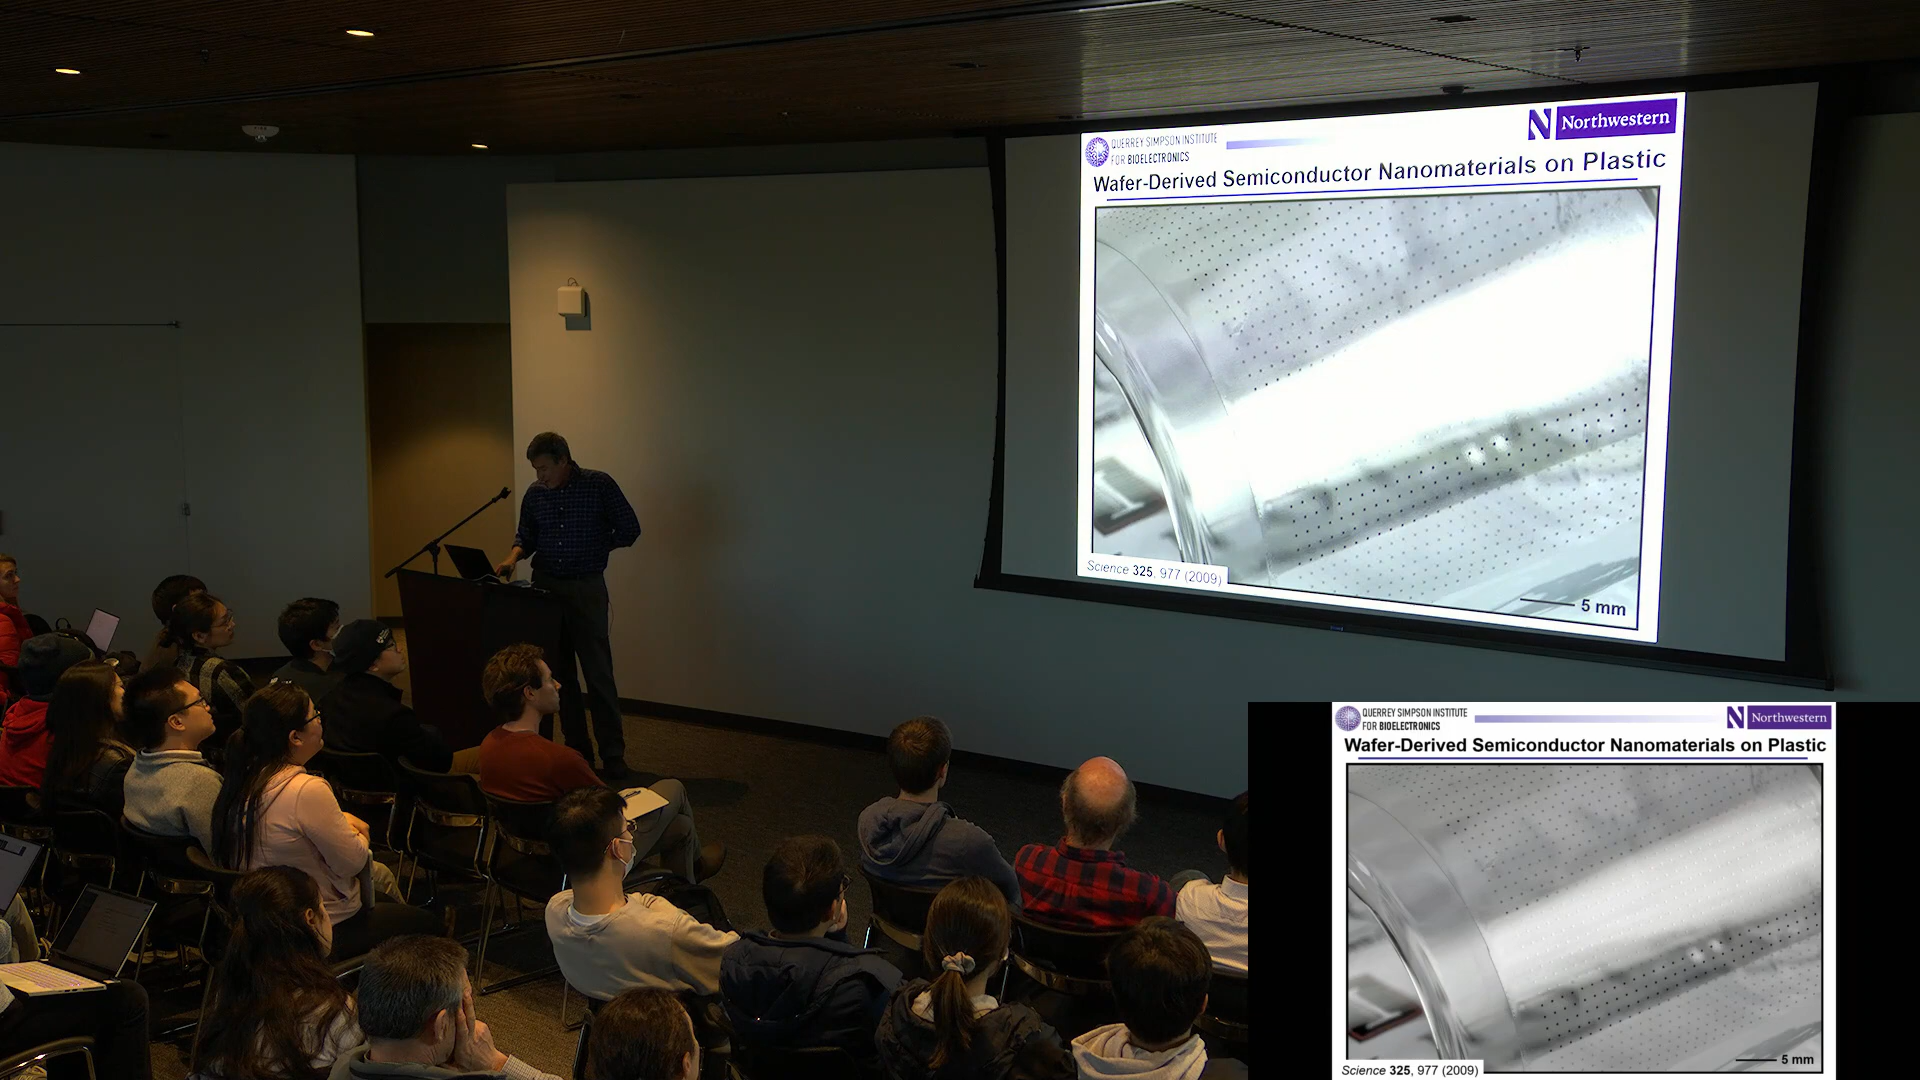 QUERREY SIMPSON INSTITUTE
FOR BIOELECTRONICS
N Northwestern
Wafer-Derived Semiconductor Nanomaterials on Plastic
Science 325, 977 (2009)
5 mm
QUERREY SIMPSON INSTITUTE
FOR BIOELECTRONICS
N Northwestern
Wafer-Derived Semiconductor Nanomaterials on Plastic
Science 325, 977 (2009)
5 mm